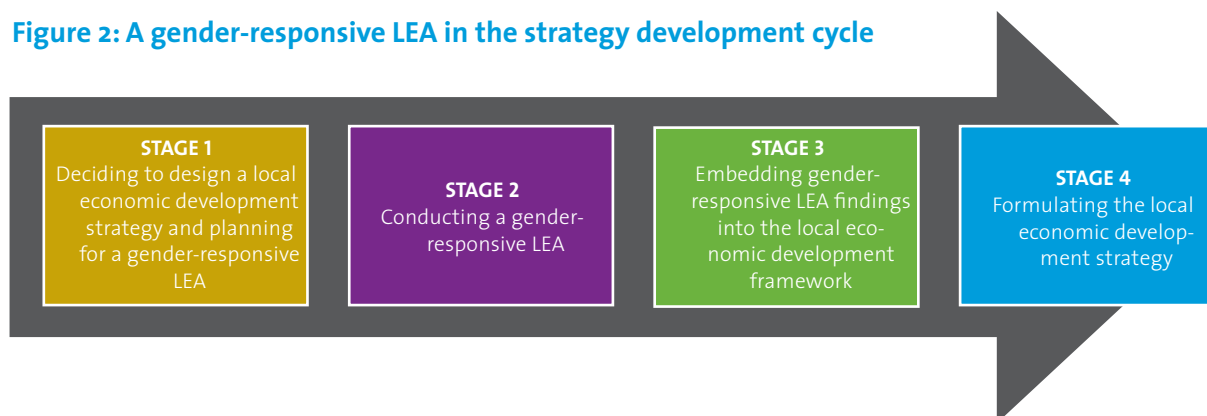 Figure 2: A gender-responsive LEA in the strategy development cycle
STAGE 1
Deciding to design a local
economic development
strategy and planning
for a gender-responsive
LEA
STAGE 2
Conducting a gender-
responsive LEA
STAGE 3
Embedding gender-
responsive LEA findings
into the local eco-
nomic development
framework
STAGE 4
Formulating the local
economic develop-
ment strategy